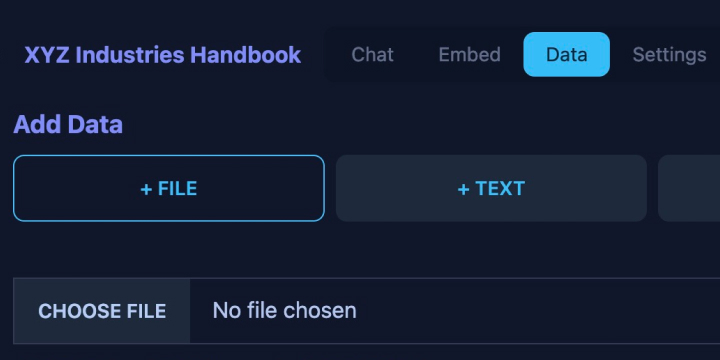 XYZ Industries Handbook Chat Embed Data Settings
Add Data
+ FILE + TEXT
CHOOSE FILE No file chosen